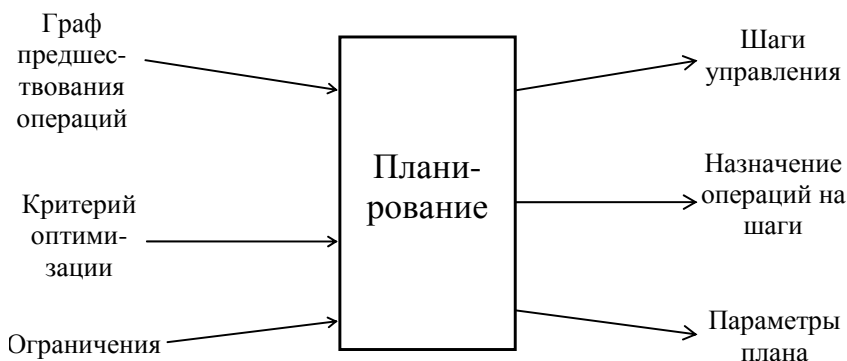 Граф
предшес-
твования
операций
Критерий
оптими-
зации
Ограничения
Плани-
рование
Шаги
управления
Назначение
операций на
шаги
Параметры
плана